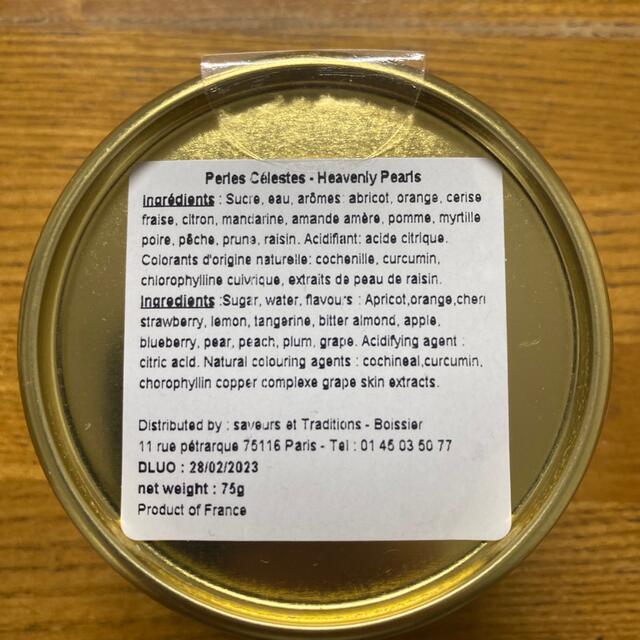 Perles Célestes - Heavenly Pearls
Ingrédients : Sucre, eau, arômes: abricot, orange, cerise
fraise, citron, mandarine, amande amère, pomme, myrtille
poire, pêche, prune, raisin. Acidifiant: acide citrique.
Colorants d'origine naturelle: cochenille, curcumin,
chlorophylline cuivrique, extraits de peau de raisin.
Ingredients :Sugar, water, flavours : Apricot,orange,cherr
strawberry, lemon, tangerine, bitter almond, apple,
blueberry, pear, peach, plum, grape. Acidifying agent :
citric acid. Natural colouring agents : cochineal,curcumin,
chorophyllin copper complexe grape skin extracts.
Distributed by : saveurs et Traditions - Boissier
11 rue pétrarque 75116 Paris - Tel : 01 45 03 50 77
DLUO : 28/02/2023
net weight : 75g
Product of France